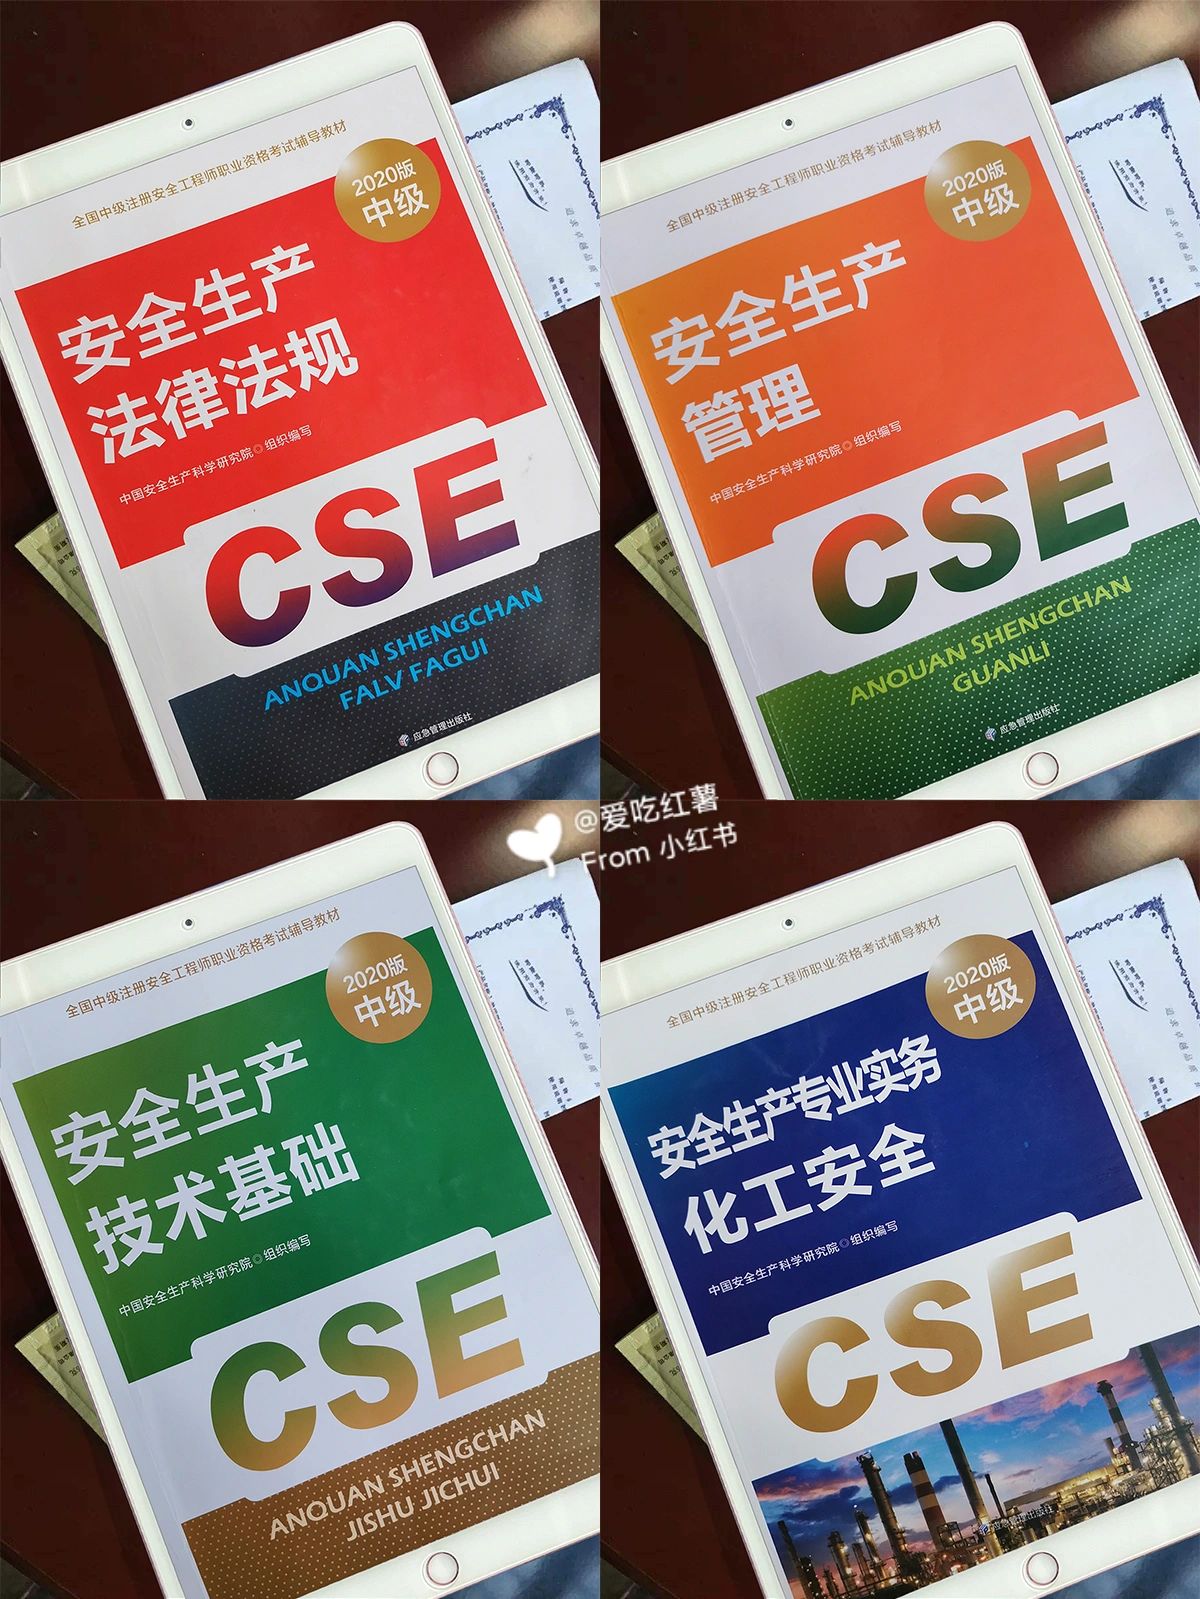 全国中级注册安全工程师职业资格考试辅导教材
2020版
中级
安全生产
法律法规
中国安全生产科学研究院◎组织编写
CSE
ANQUAN SHENGCHAN
FALV FAGUI
应急管理出版社
全国中级注册安全工程师职业资格考试辅导教材
2020版
中级
安全生产
管理
中国安全生产科学研究院◎组织编写
CSE
ANQUAN SHENGCHAN
GUANLI
应急管理出版社
@爱吃红薯
From 小红书
全国中级注册安全工程师职业资格考试辅导教材
2020版
中级
安全生产
技术基础
中国安全生产科学研究院◎组织编写
CSE
ANQUAN SHENGCHAN
JISHU JICHUI
全国中级注册安全工程师职业资格考试辅导教材
2020版
中级
安全生产专业实务
化工安全
中国安全生产科学研究院◎组织编写
CSE
应急管理出版社